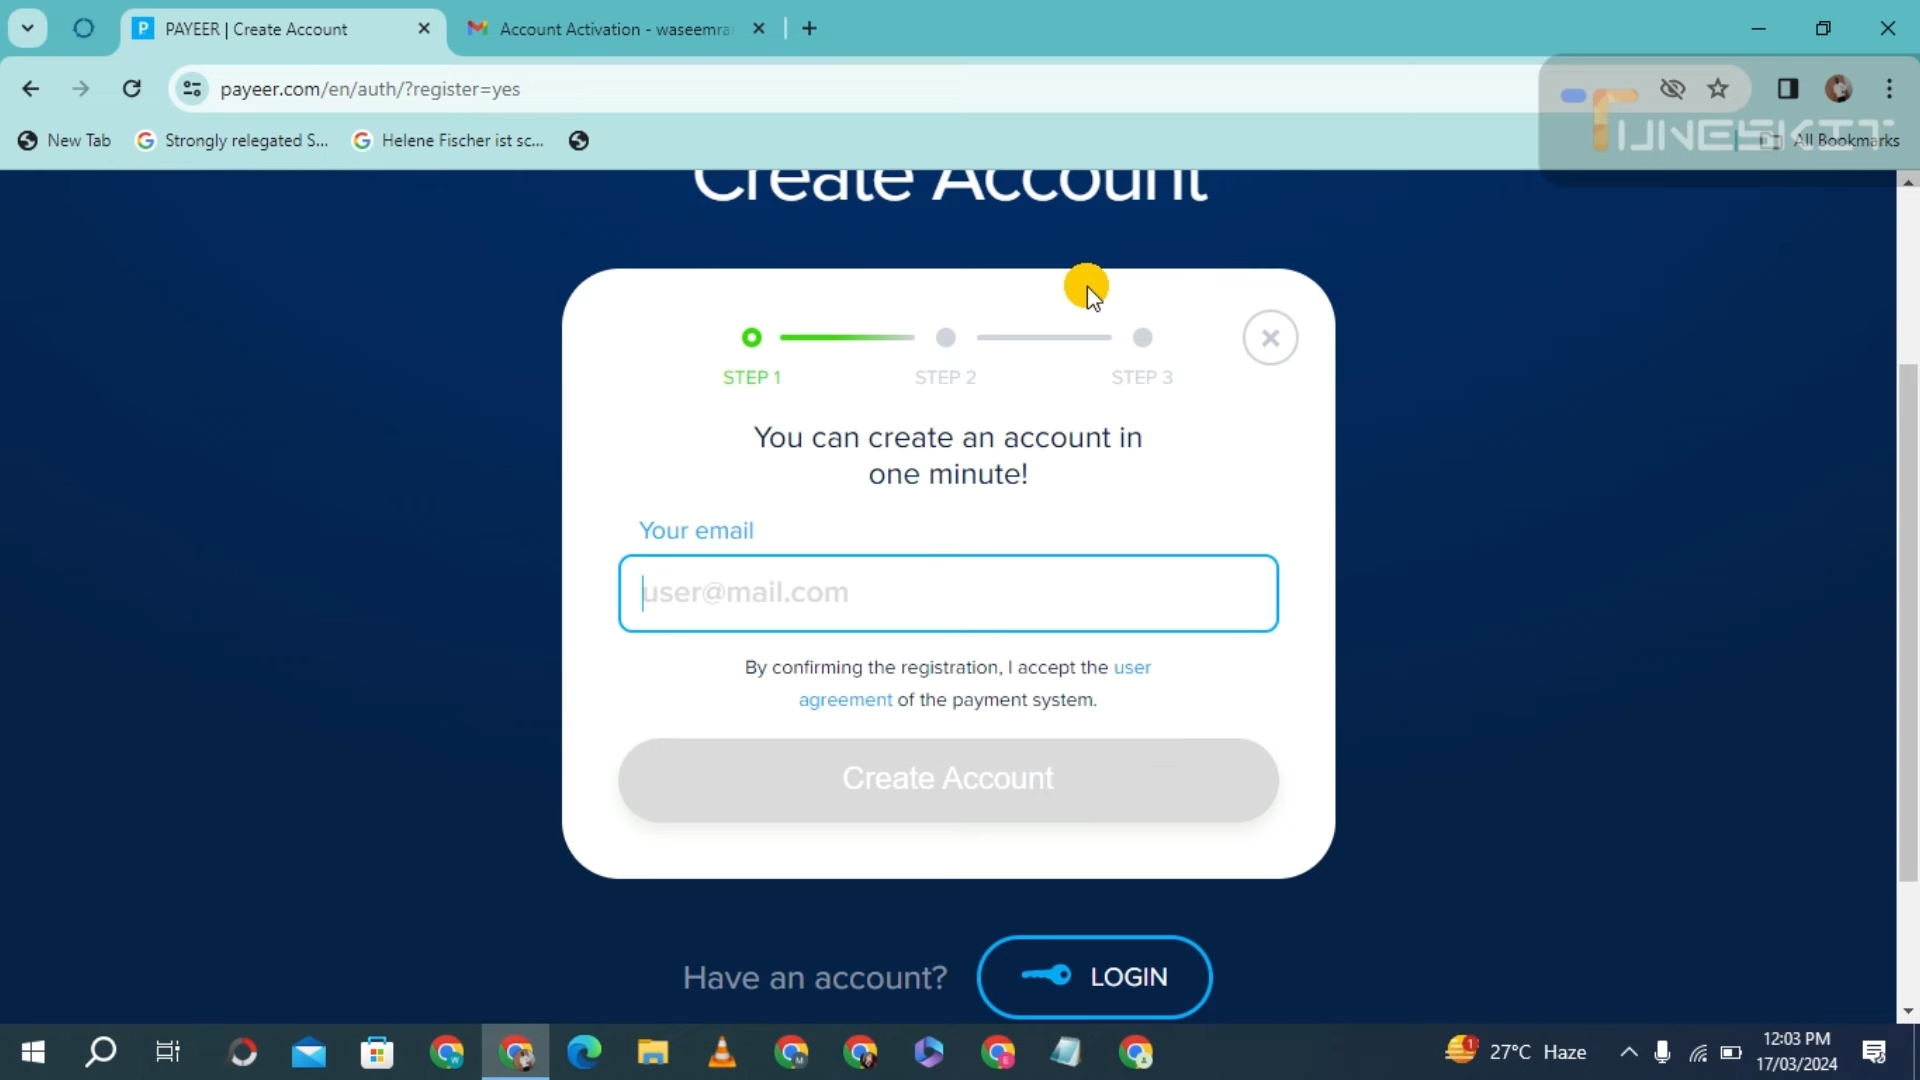 P PAYEER | Create Account
Account Activation - waseemra
payeer.com/en/auth/?register=yes
TUNESKIT
New Tab
Strongly relegated S...
Helene Fischer ist sc...
All Bookmarks
Create Account
STEP 1
STEP 2
STEP 3
You can create an account in
one minute!
Your email
user@mail.com
By confirming the registration, I accept the user
agreement of the payment system.
Create Account
Have an account?
LOGIN
1
27°C Haze
12:03 PM
17/03/2024